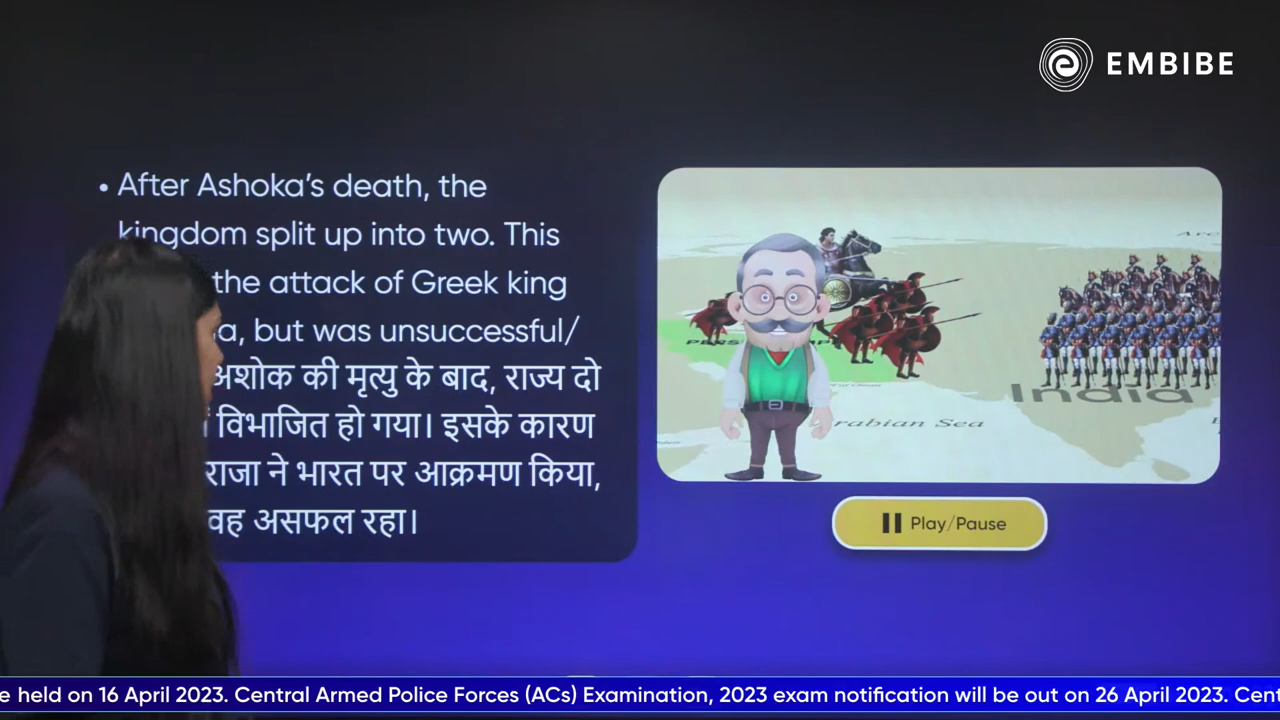 EMBIBE
• After Ashoka's death, the
kingdom split up into two. This
the attack of Greek king
but was unsuccessful/
अशोक की मृत्यु के बाद, राज्य दो
विभाजित हो गया। इसके कारण
राजा ने भारत पर आक्रमण किया,
वह असफल रहा।
India
Sea
Play/Pause
held on 16 April 2023. Central Armed Police Forces (ACs) Examination, 2023 exam notification will be out on 26 April 2023.